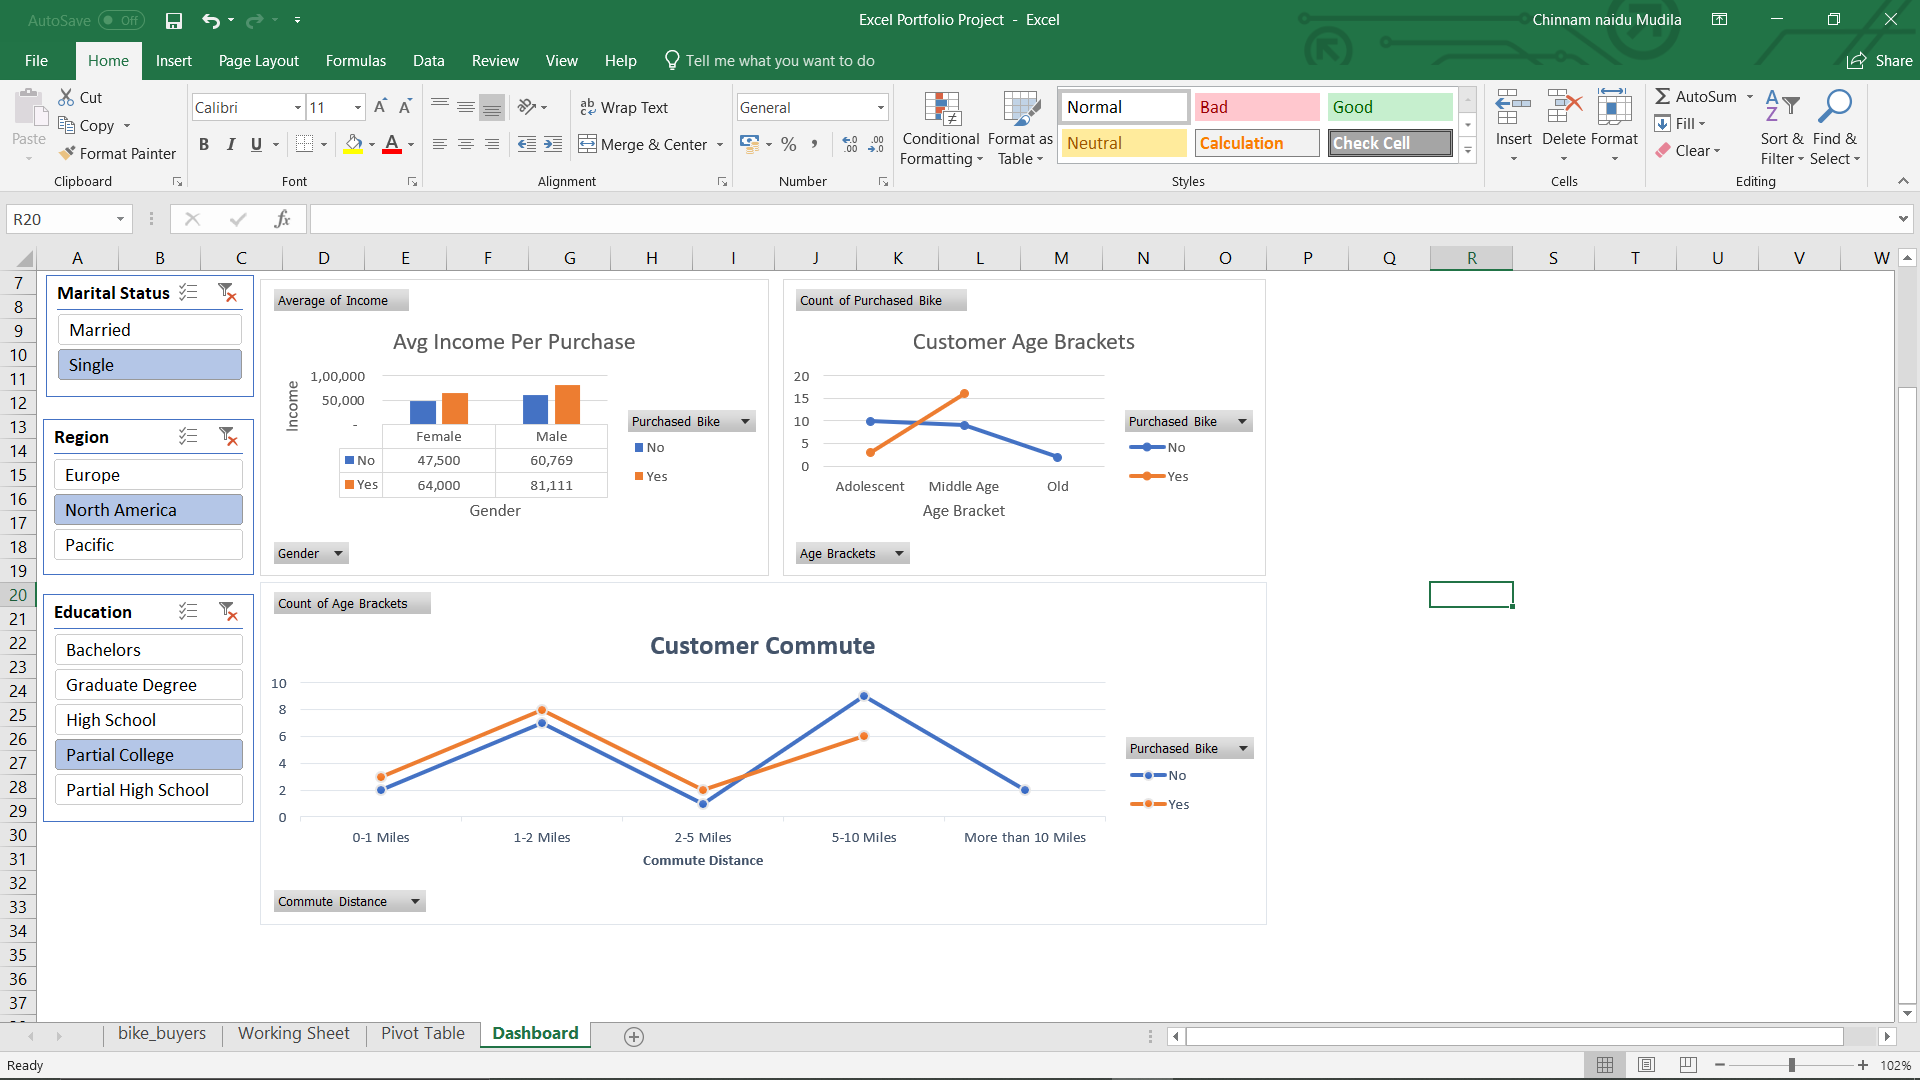 AutoSave Off
Excel Portfolio Project - Excel
Chinnam naidu Mudila
File Home Insert Page Layout Formulas Data Review View Help Tell me what you want to do Share
Paste
Cut
Copy
Format Painter
Clipboard
Calibri 11
B I U
Font
Wrap Text
Merge & Center
Alignment
General
Number
Conditional Formatting
Format as Table
Normal Bad Good
Neutral Calculation Check Cell
Styles
Insert Delete Format
Cells
AutoSum
Fill
Clear
Sort & Filter
Find & Select
Editing
R20
fx
A B C D E F G H I J K L M N O P Q R S T U V W
7
8
9
10
11
12
13
14
15
16
17
18
19
20
21
22
23
24
25
26
27
28
29
30
31
32
33
34
35
36
37
Marital Status
Married
Single
Region
Europe
North America
Pacific
Education
Bachelors
Graduate Degree
High School
Partial College
Partial High School
Average of Income
Avg Income Per Purchase
Income
1,00,000
50,000
-
Female Male
No 47,500 60,769
Yes 64,000 81,111
Gender
Purchased Bike
No
Yes
Gender
Count of Purchased Bike
Customer Age Brackets
20
15
10
5
0
Adolescent Middle Age Old
Age Bracket
Purchased Bike
No
Yes
Age Brackets
Count of Age Brackets
Customer Commute
10
8
6
4
2
0
0-1 Miles 1-2 Miles 2-5 Miles 5-10 Miles More than 10 Miles
Commute Distance
Purchased Bike
No
Yes
Commute Distance
bike_buyers Working Sheet Pivot Table Dashboard
Ready
102%